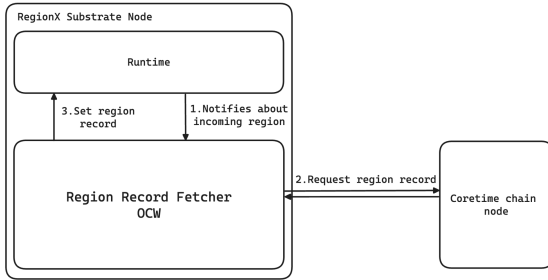 RegionX Substrate Node
Runtime
3.Set region
record
1.Notifies about
incoming region
2.Request region record
Region Record Fetcher
OCW
Coretime chain
node